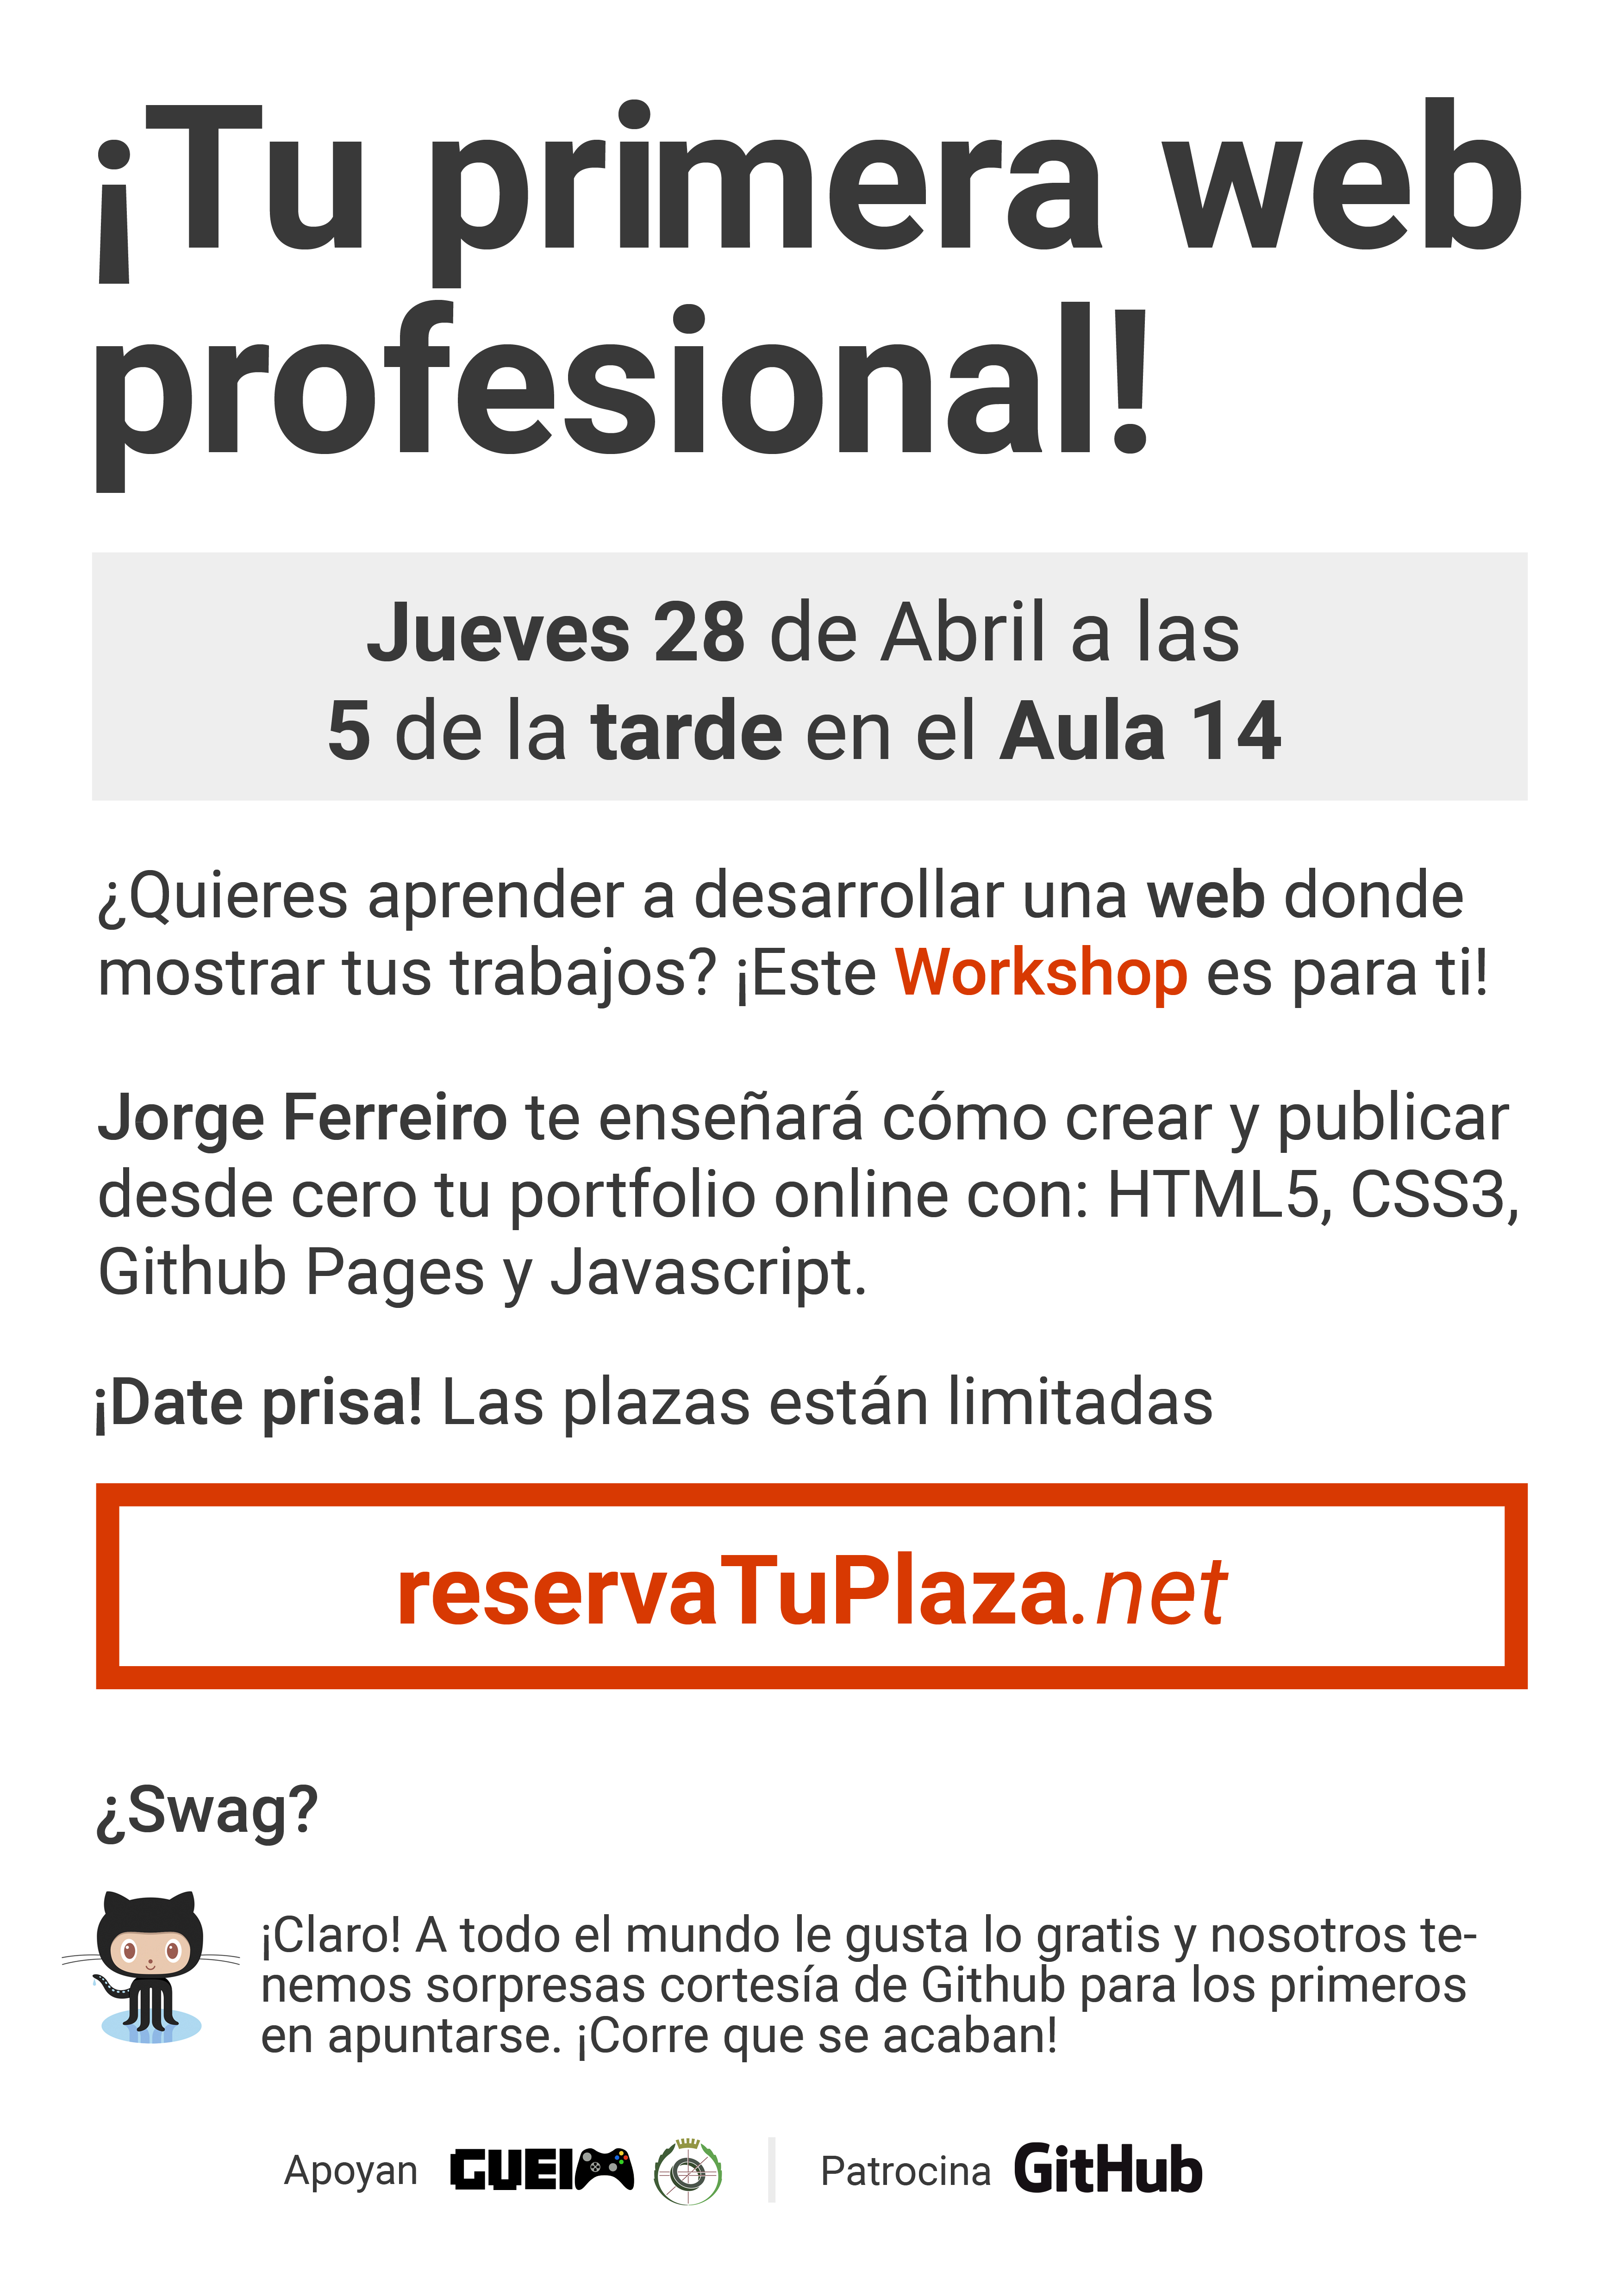 ¡Tu primera web
profesional!
Jueves 28 de Abril a las
5 de la tarde en el Aula 14
¿Quieres aprender a desarrollar una web donde
mostrar tus trabajos? ¡Este Workshop es para ti!
Jorge Ferreiro te enseñará cómo crear y publicar
desde cero tu portfolio online con: HTML5, CSS3,
Github Pages y Javascript.
¡Date prisa! Las plazas están limitadas
reservaTuPlaza.net
¿Swag?
¡Claro! A todo el mundo le gusta lo gratis y nosotros te-
nemos sorpresas cortesía de Github para los primeros
en apuntarse. ¡Corre que se acaban!
Apoyan GUEI Patrocina GitHub